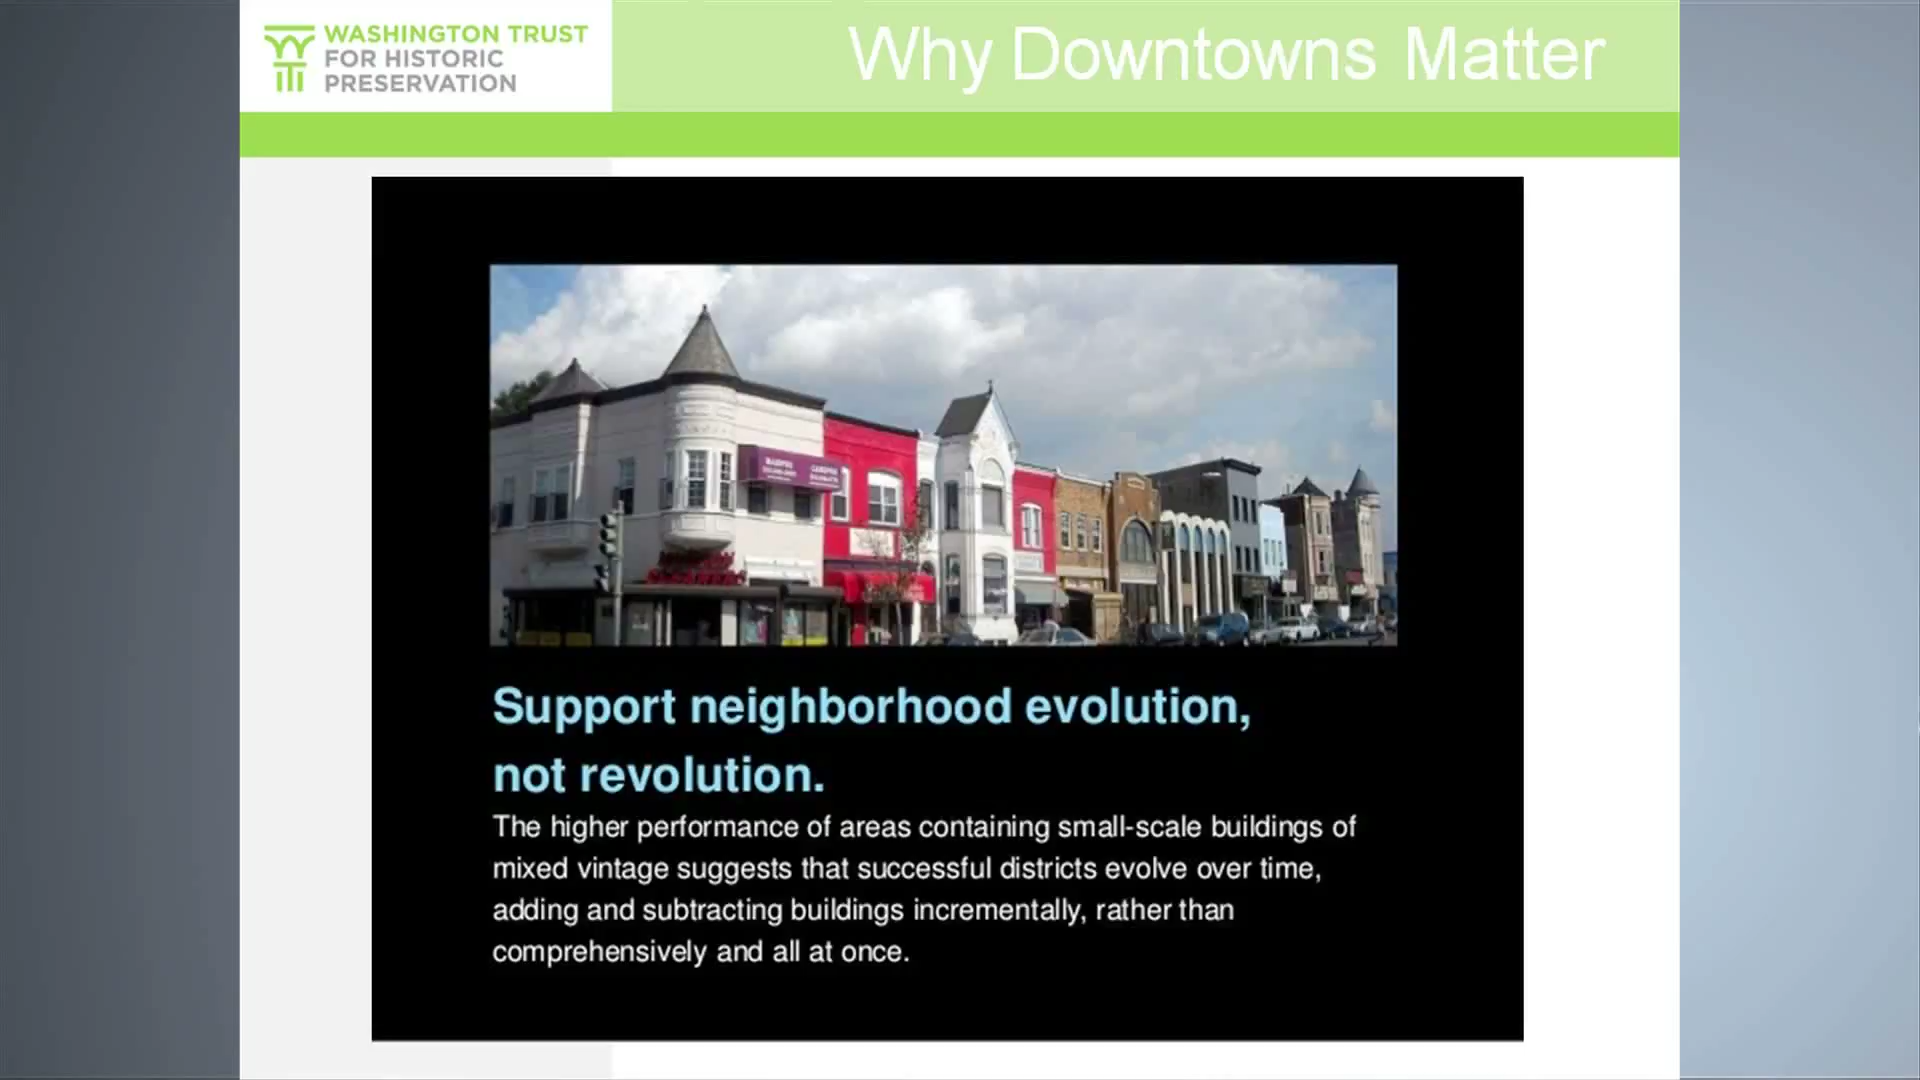 WASHINGTON TRUST
FOR HISTORIC
PRESERVATION
Why Downtowns Matter
Support neighborhood evolution,
not revolution.
The higher performance of areas containing small-scale buildings of
mixed vintage suggests that successful districts evolve over time,
adding and subtracting buildings incrementally, rather than
comprehensively and all at once.